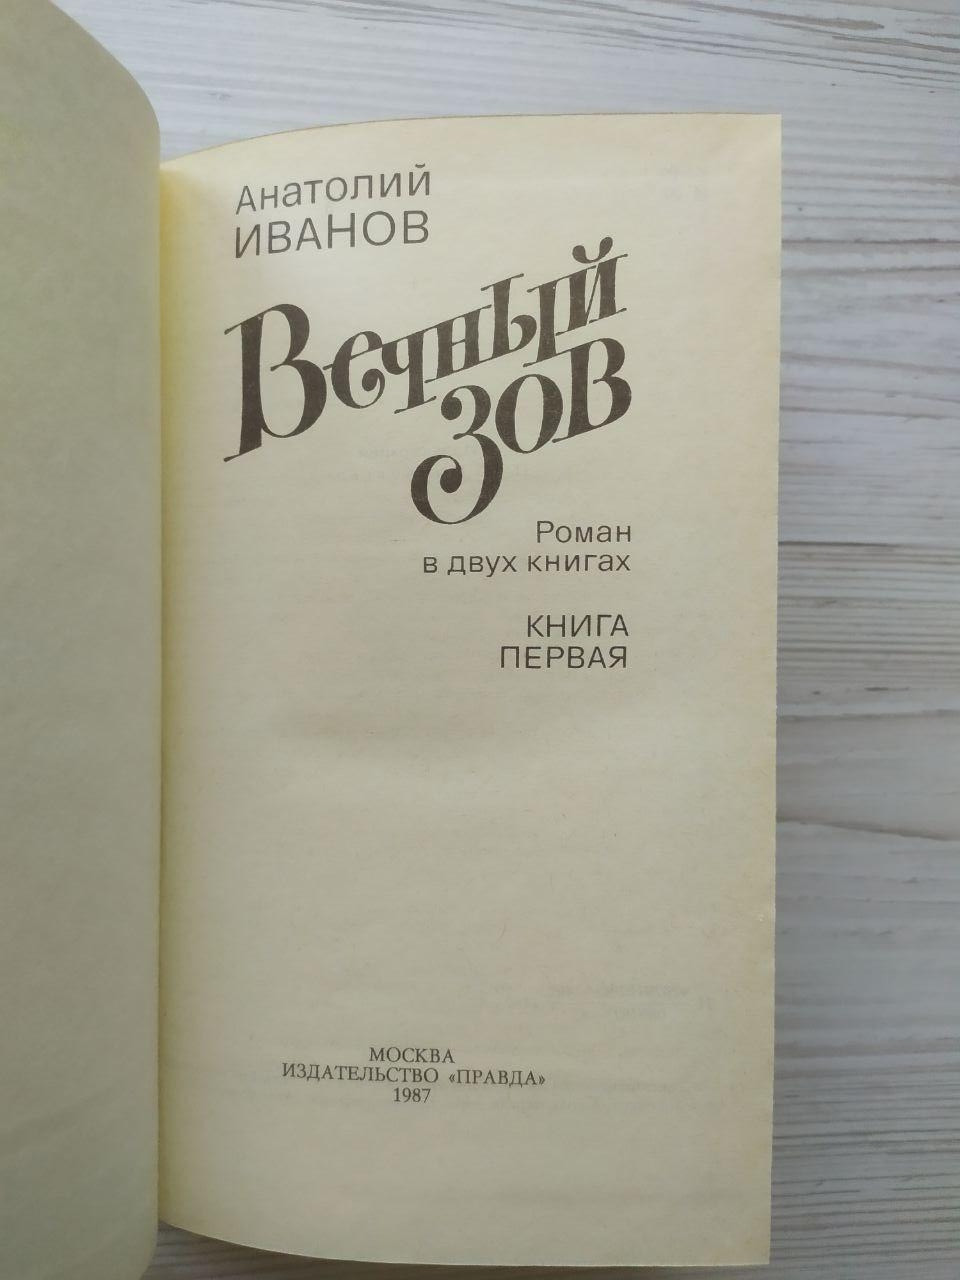 Анатолий
ИВАНОВ
Вечный
Зов
Роман
в двух книгах
КНИГА
ПЕРВАЯ
МОСКВА
ИЗДАТЕЛЬСТВО «ПРАВДА»
1987